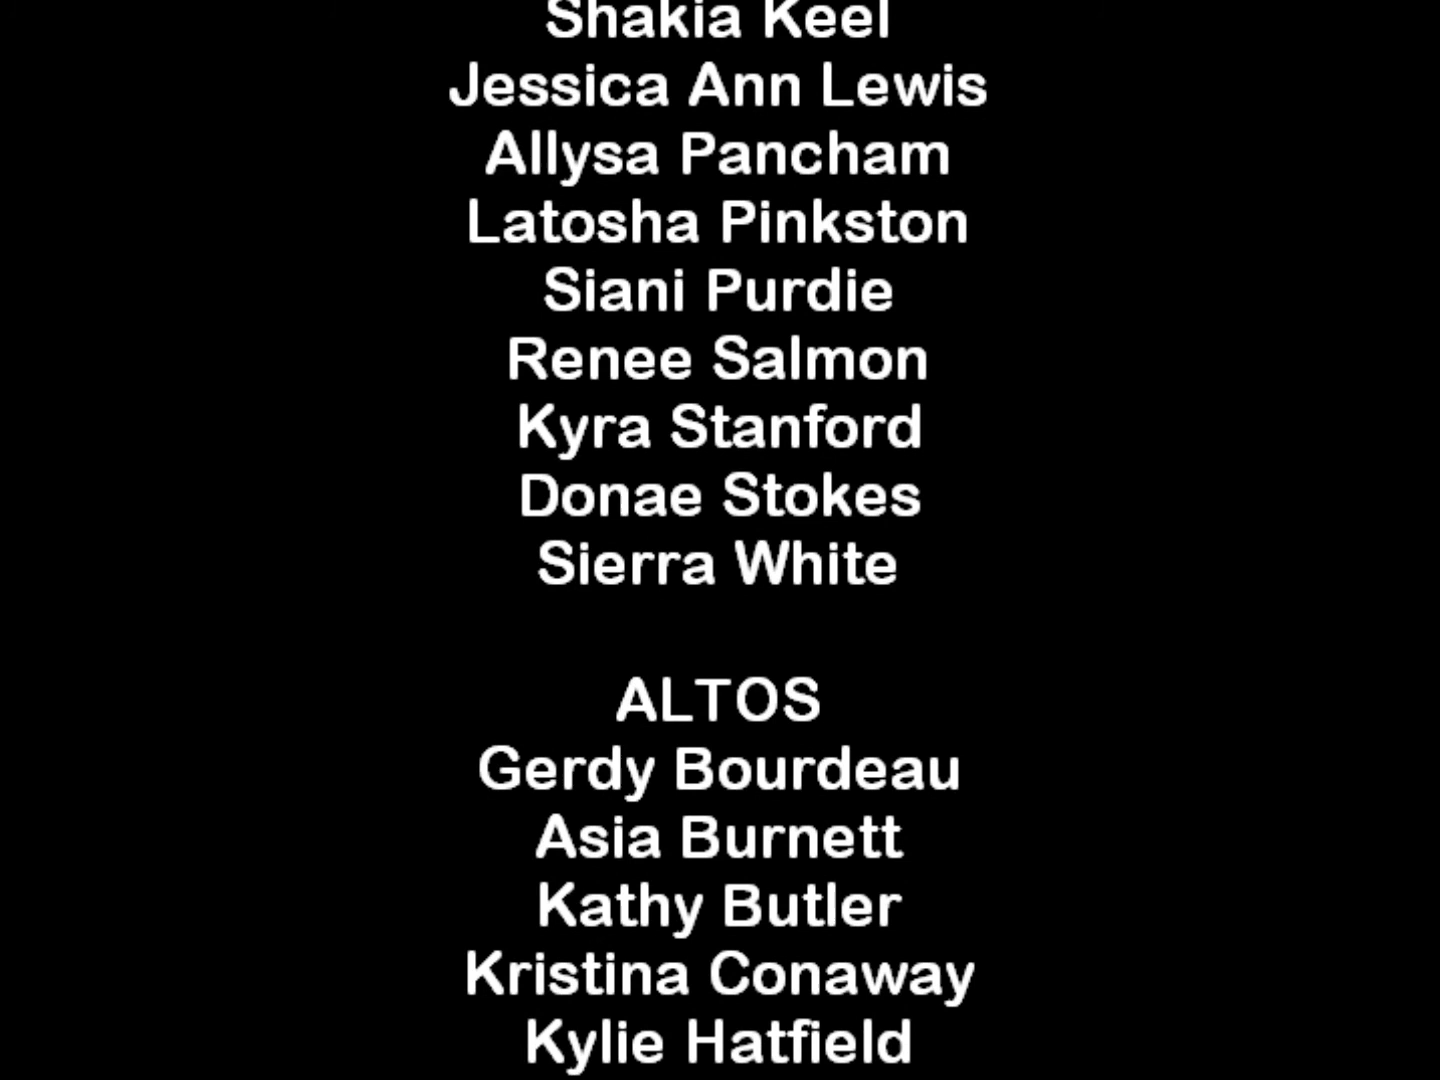 Shakia Keel
Jessica Ann Lewis
Allysa Pancham
Latosha Pinkston
Siani Purdie
Renee Salmon
Kyra Stanford
Donae Stokes
Sierra White
ALTOS
Gerdy Bourdeau
Asia Burnett
Kathy Butler
Kristina Conaway
Kylie Hatfield